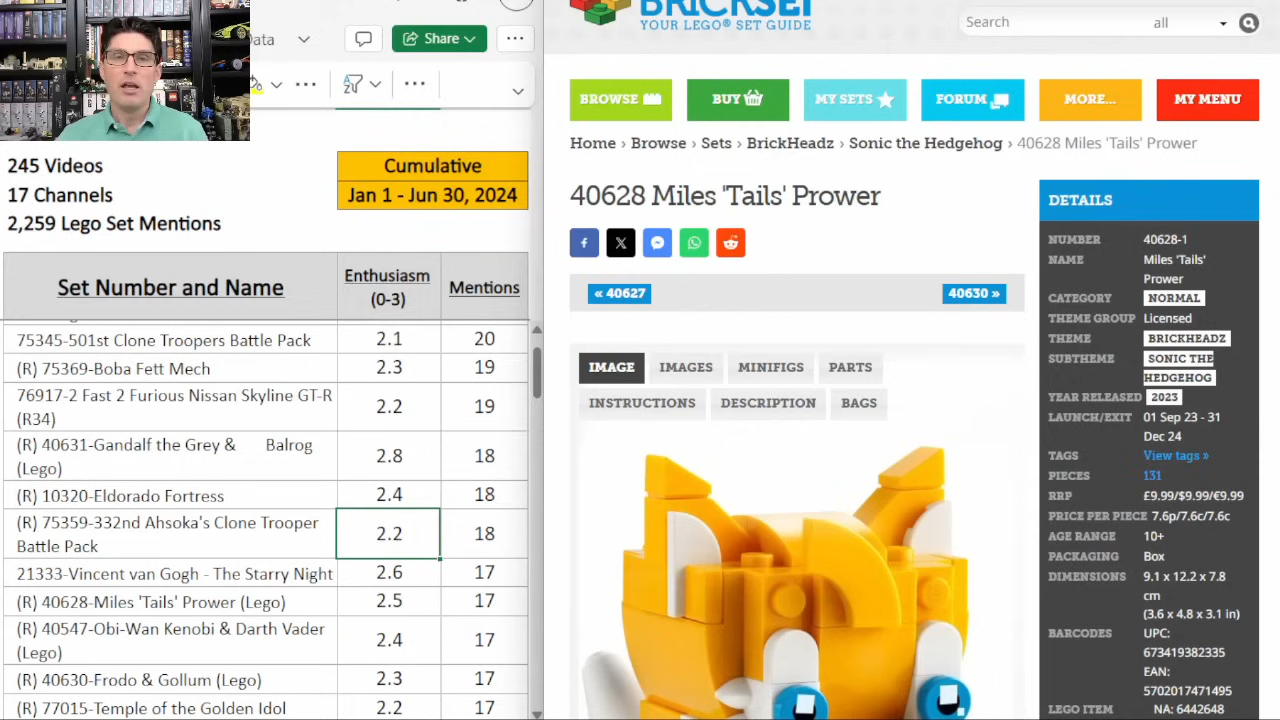 BRICKSET
YOUR LEGO® SET GUIDE
Search
all
Data
Share
BROWSE
BUY
MY SETS
FORUM
MORE...
MY MENU
Home › Browse › Sets › BrickHeadz › Sonic the Hedgehog › 40628 Miles 'Tails' Prower
245 Videos
17 Channels
2,259 Lego Set Mentions
Cumulative
Jan 1 - Jun 30, 2024
Set Number and Name
Enthusiasm
(0-3)
Mentions
75345-501st Clone Troopers Battle Pack 2.1 20
(R) 75369-Boba Fett Mech 2.3 19
76917-2 Fast 2 Furious Nissan Skyline GT-R
(R34) 2.2 19
(R) 40631-Gandalf the Grey & Balrog
(Lego) 2.8 18
(R) 10320-Eldorado Fortress 2.4 18
(R) 75359-332nd Ahsoka's Clone Trooper
Battle Pack 2.2 18
21333-Vincent van Gogh - The Starry Night 2.6 17
(R) 40628-Miles 'Tails' Prower (Lego) 2.5 17
(R) 40547-Obi-Wan Kenobi & Darth Vader
(Lego) 2.4 17
(R) 40630-Frodo & Gollum (Lego) 2.3 17
(R) 77015-Temple of the Golden Idol 2.2 17
40628 Miles 'Tails' Prower
« 40627
40630 »
IMAGE
IMAGES
MINIFIGS
PARTS
INSTRUCTIONS
DESCRIPTION
BAGS
DETAILS
NUMBER 40628-1
NAME Miles 'Tails'
Prower
CATEGORY NORMAL
THEME GROUP Licensed
THEME BRICKHEADZ
SUBTHEME SONIC THE
HEDGEHOG
YEAR RELEASED 2023
LAUNCH/EXIT 01 Sep 23 - 31
Dec 24
TAGS View tags »
PIECES 131
RRP £9.99/$9.99/€9.99
PRICE PER PIECE 7.6p/7.6c/7.6c
AGE RANGE 10+
PACKAGING Box
DIMENSIONS 9.1 x 12.2 x 7.8
cm
(3.6 x 4.8 x 3.1 in)
BARCODES UPC:
673419382335
EAN:
5702017471495
LEGO ITEM NA: 6442648